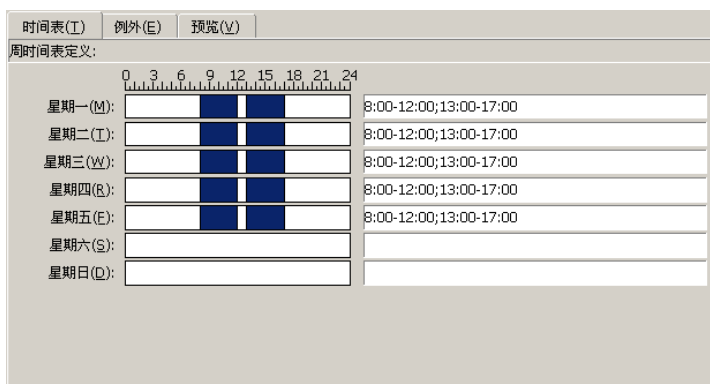 时间表(T) 例外(E) 预览(V)
周时间表定义:
0 3 6 9 12 15 18 21 24
星期一(M): 8:00-12:00;13:00-17:00
星期二(T): 8:00-12:00;13:00-17:00
星期三(W): 8:00-12:00;13:00-17:00
星期四(R): 8:00-12:00;13:00-17:00
星期五(F): 8:00-12:00;13:00-17:00
星期六(S):
星期日(D):